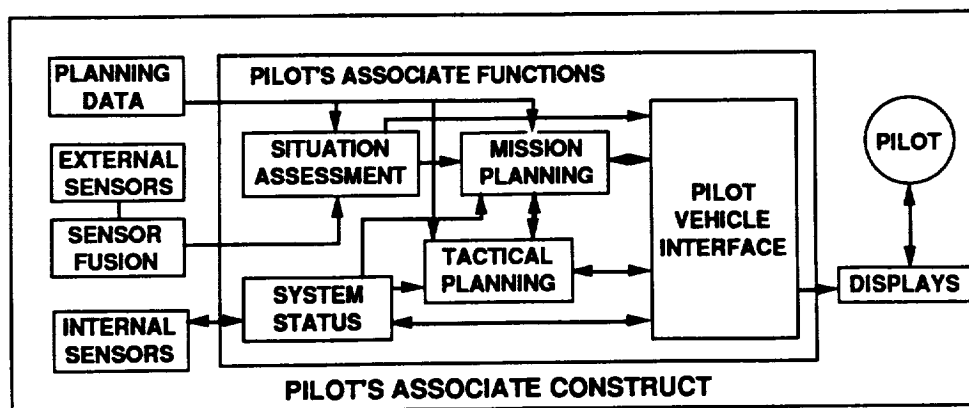 PLANNING
DATA
EXTERNAL
SENSORS
SENSOR
FUSION
INTERNAL
SENSORS
PILOT'S ASSOCIATE FUNCTIONS
SITUATION
ASSESSMENT
MISSION
PLANNING
TACTICAL
PLANNING
SYSTEM
STATUS
PILOT
VEHICLE
INTERFACE
PILOT
DISPLAYS
PILOT'S ASSOCIATE CONSTRUCT